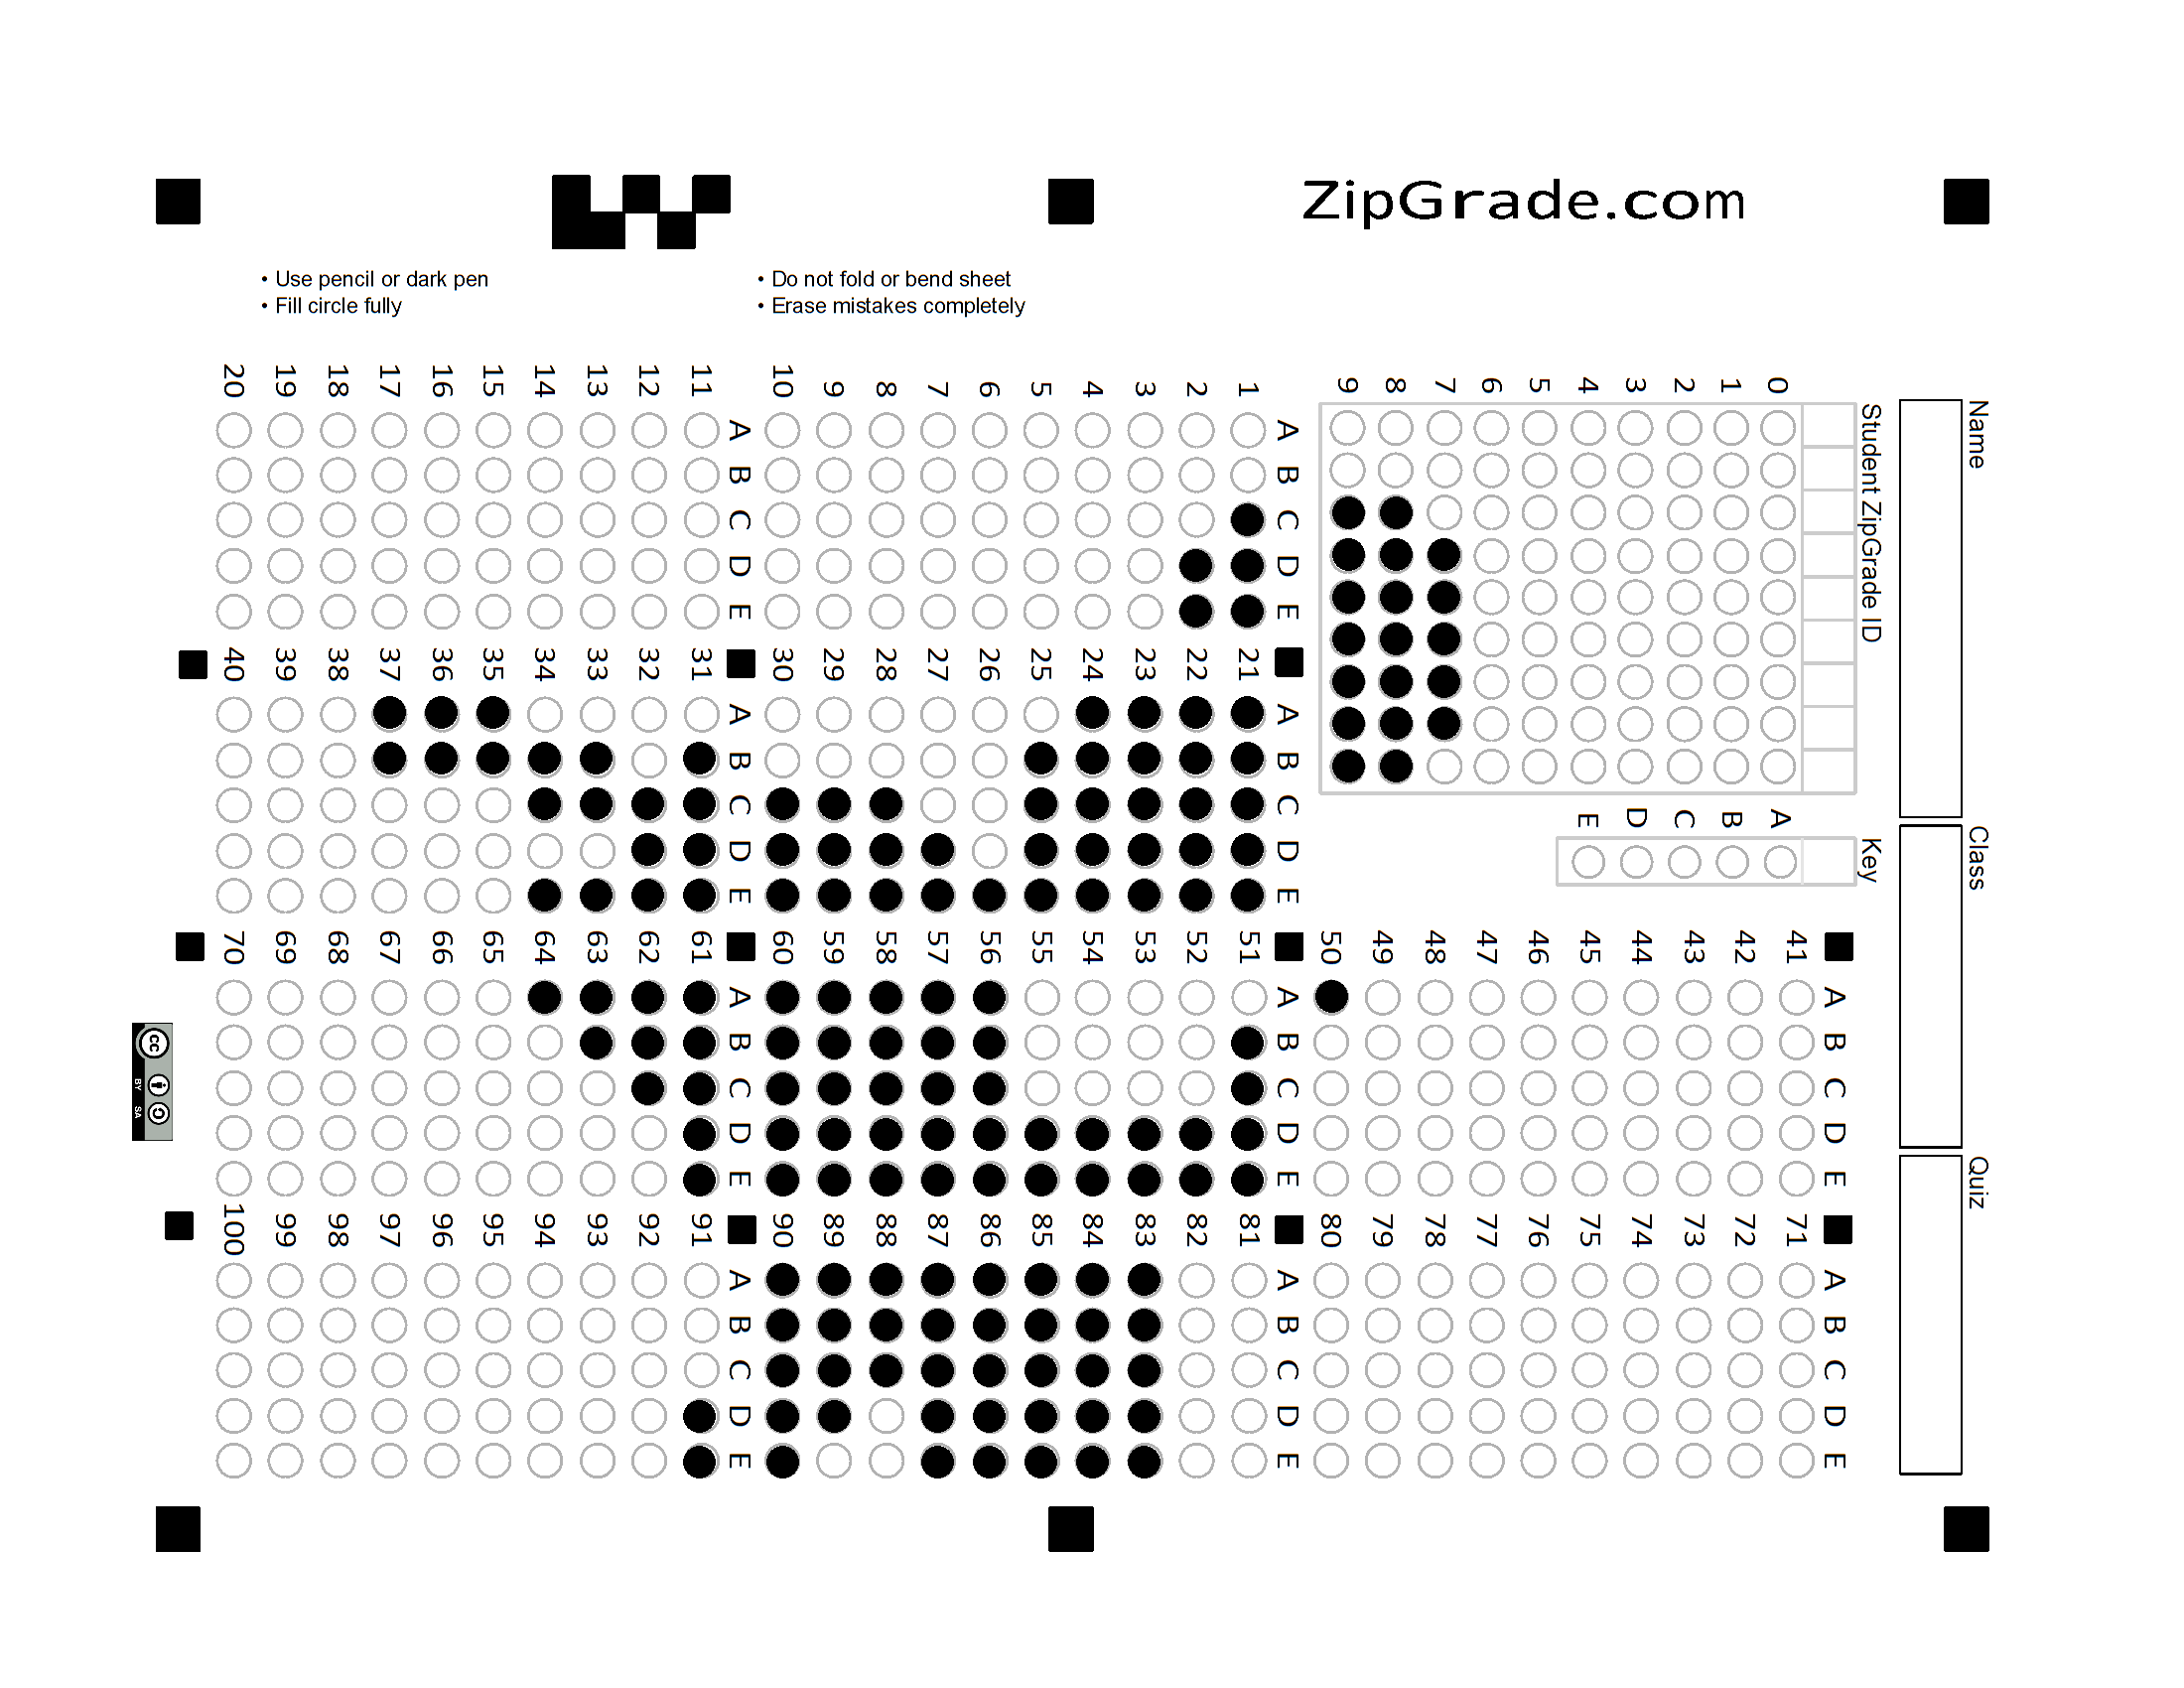 ZipGrade.com
• Use pencil or dark pen
• Fill circle fully
• Do not fold or bend sheet
• Erase mistakes completely
Name
Class
Quiz
Student ZipGrade ID
0 1 2 3 4 5 6 7 8 9
Key
A B C D E
1 2 3 4 5 6 7 8 9 10
A B C D E
11 12 13 14 15 16 17 18 19 20
A B C D E
21 22 23 24 25 26 27 28 29 30
A B C D E
31 32 33 34 35 36 37 38 39 40
A B C D E
41 42 43 44 45 46 47 48 49 50
A B C D E
51 52 53 54 55 56 57 58 59 60
A B C D E
61 62 63 64 65 66 67 68 69 70
A B C D E
71 72 73 74 75 76 77 78 79 80
A B C D E
81 82 83 84 85 86 87 88 89 90
A B C D E
91 92 93 94 95 96 97 98 99 100
A B C D E
cc
BY SA